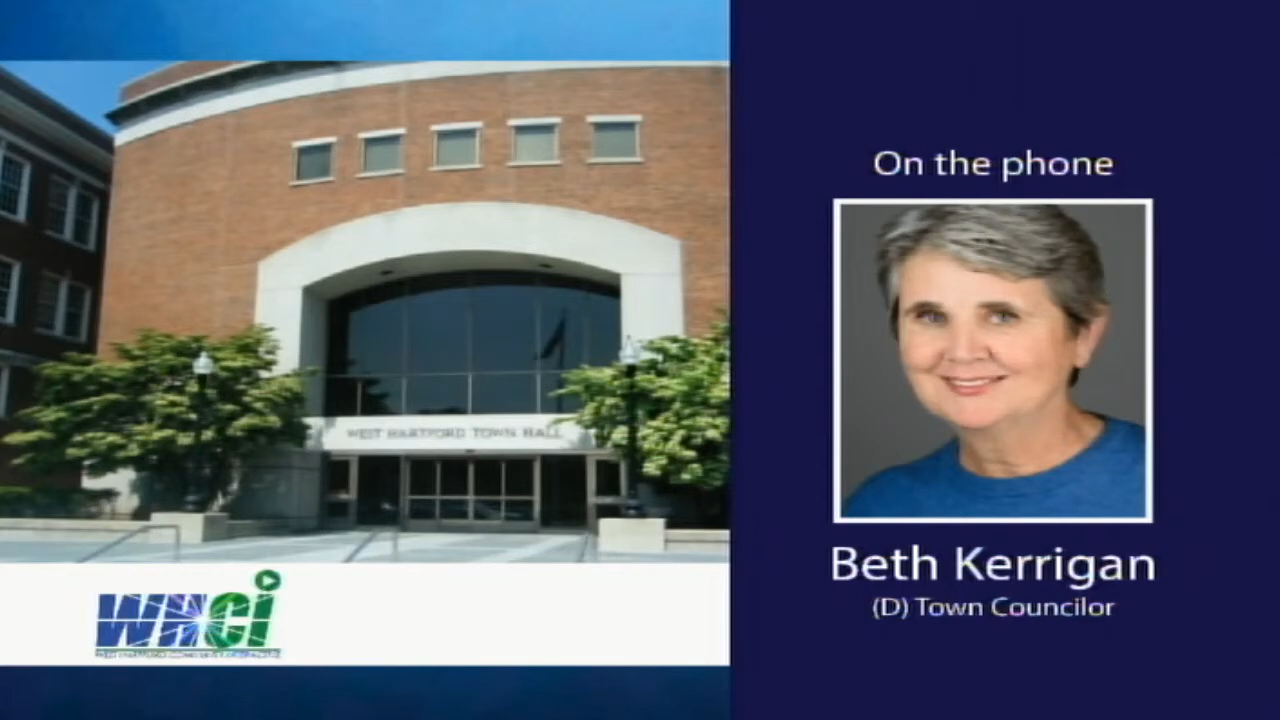 WEST HARTFORD TOWN HALL
WHCi
On the phone
Beth Kerrigan
(D) Town Councilor